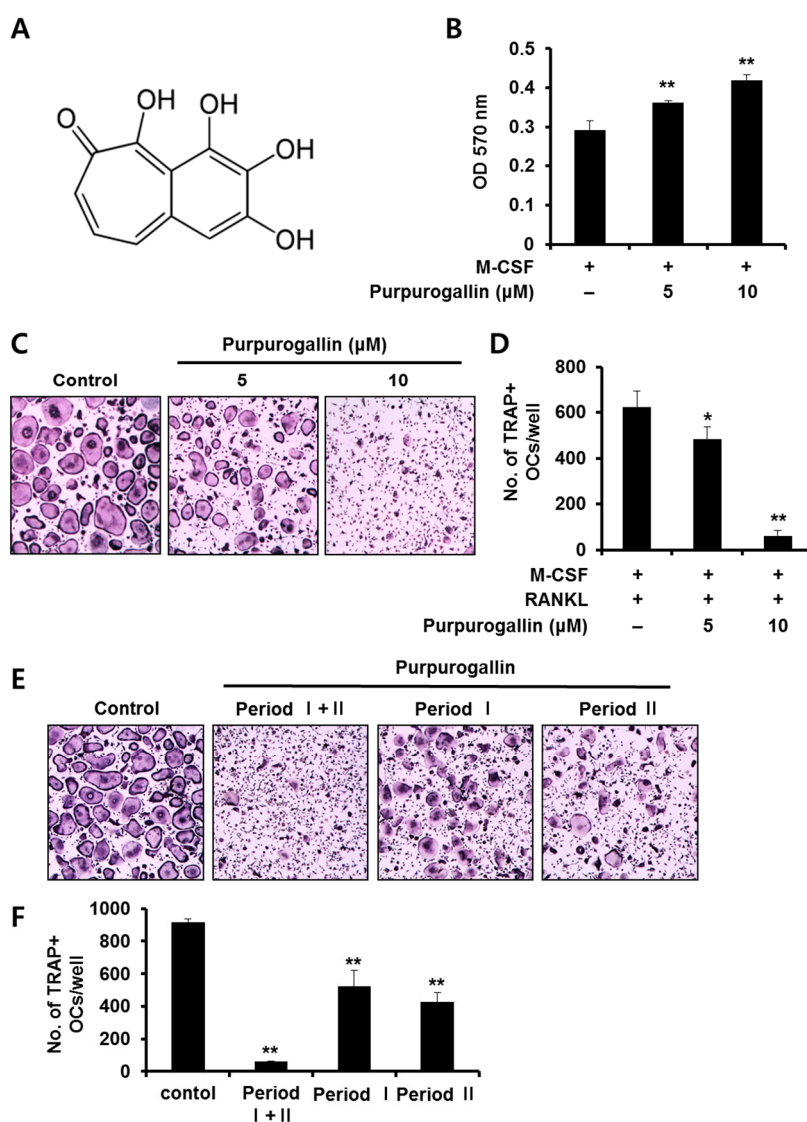 A
O
OH
OH
OH
OH
B
OD 570 nm
0.5
0.4
0.3
0.2
0.1
0
**
**
M-CSF + + +
Purpurogallin (µM) – 5 10
C
Purpurogallin (µM)
Control 5 10
D
No. of TRAP+
OCs/well
800
600
400
200
0
*
**
M-CSF + + +
RANKL + + +
Purpurogallin (µM) – 5 10
E
Purpurogallin
Control Period Ⅰ+Ⅱ Period Ⅰ Period Ⅱ
F
No. of TRAP+
OCs/well
1000
800
600
400
200
0
**
**
**
contol Period Period Ⅰ Period Ⅱ
Ⅰ+Ⅱ